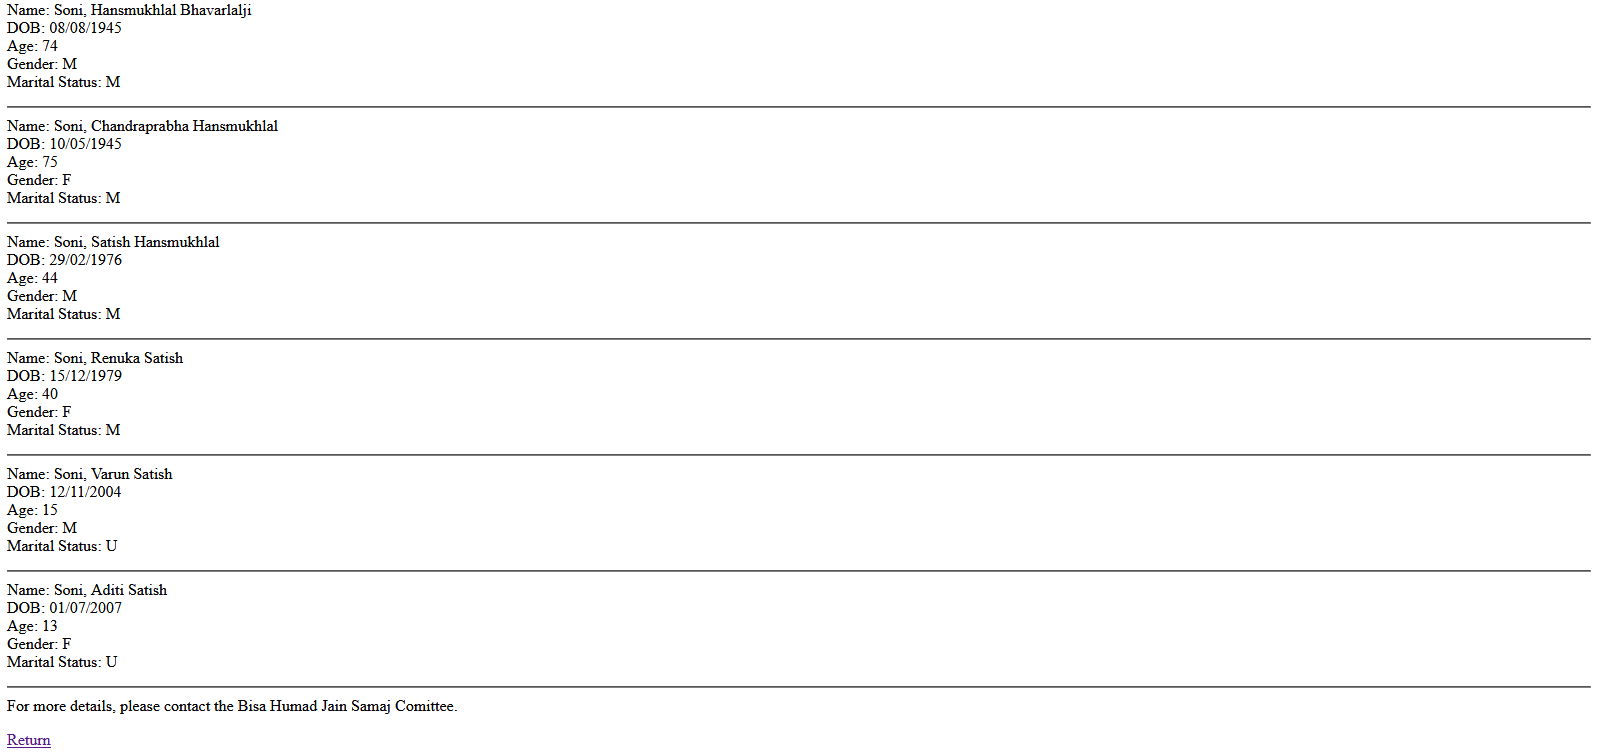 Name: Soni, Hansmukhlal Bhavarlalji
DOB: 08/08/1945
Age: 74
Gender: M
Marital Status: M
Name: Soni, Chandraprabha Hansmukhlal
DOB: 10/05/1945
Age: 75
Gender: F
Marital Status: M
Name: Soni, Satish Hansmukhlal
DOB: 29/02/1976
Age: 44
Gender: M
Marital Status: M
Name: Soni, Renuka Satish
DOB: 15/12/1979
Age: 40
Gender: F
Marital Status: M
Name: Soni, Varun Satish
DOB: 12/11/2004
Age: 15
Gender: M
Marital Status: U
Name: Soni, Aditi Satish
DOB: 01/07/2007
Age: 13
Gender: F
Marital Status: U
For more details, please contact the Bisa Humad Jain Samaj Comittee.
Return